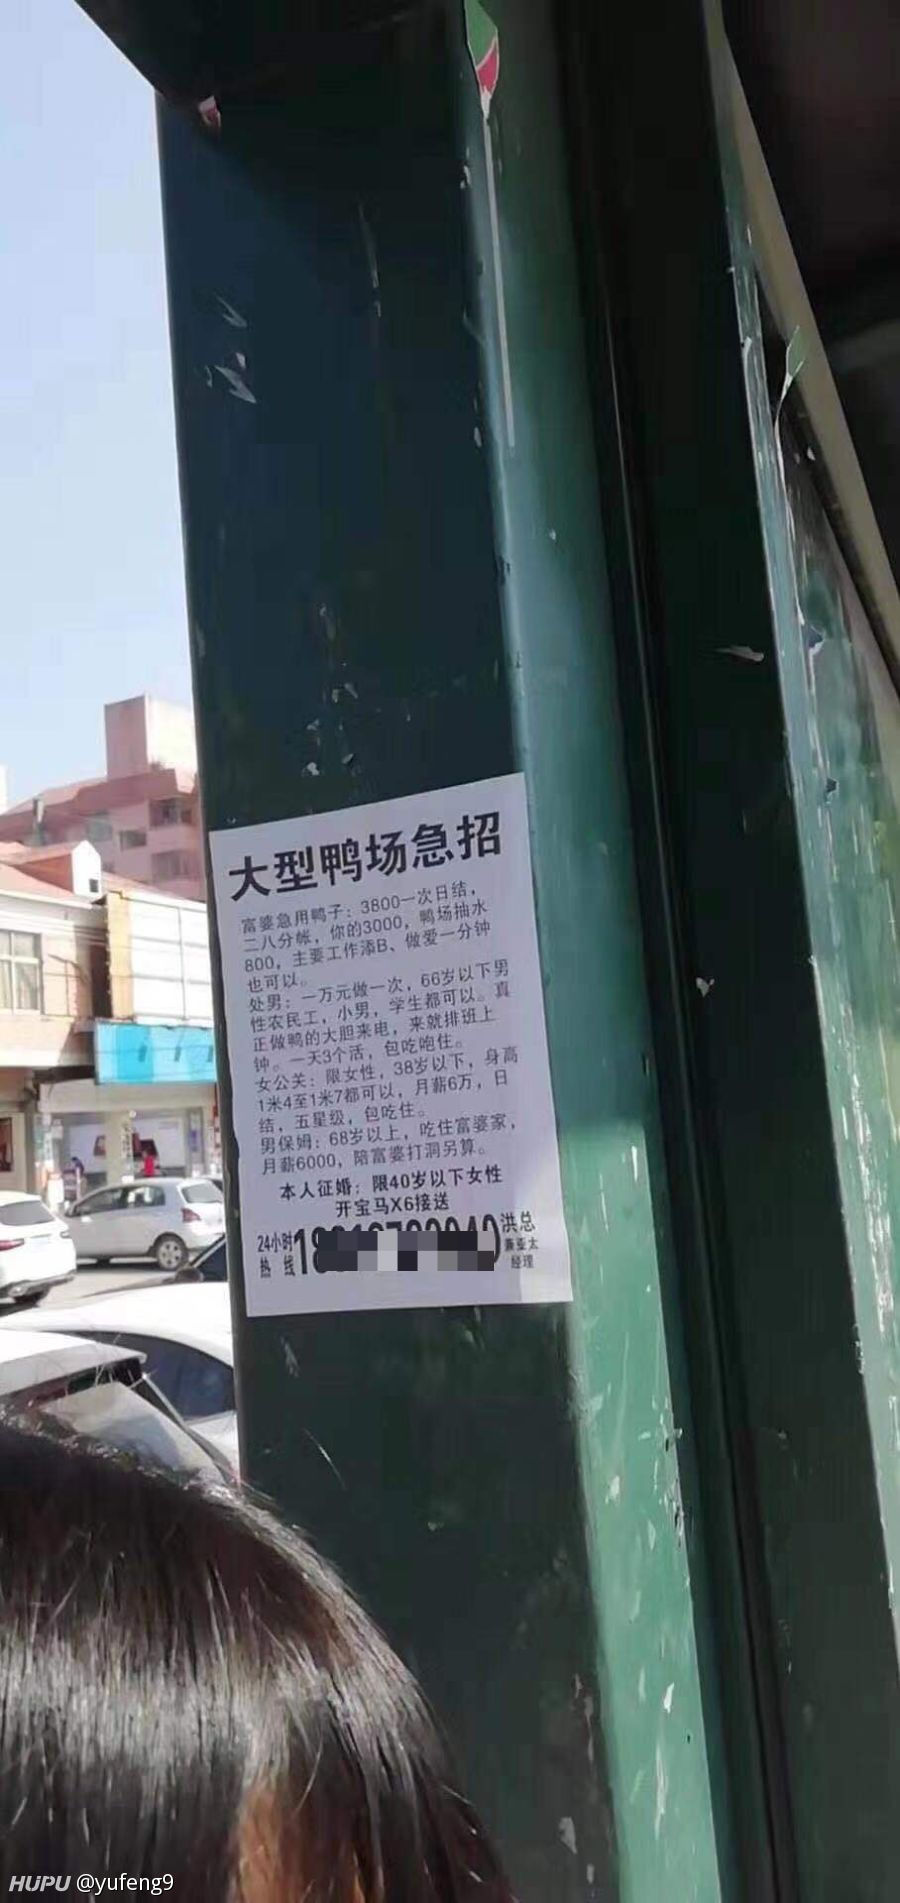 大型鸭场急招
富婆急用鸭子：3800一次日结，
二八分帐，你的3000，鸭场抽水
800，主要工作添B、做爱一分钟
也可以。
处男：一万元做一次，66岁以下男
性农民工，小男，学生都可以。真
正做鸭的大胆来电，来就排班上
钟。一天3个活，包吃咆住。
女公关：限女性，38岁以下，身高
1米4至1米7都可以，月薪6万，日
结，五星级，包吃住。
男保姆：68岁以上，吃住富婆家，
月薪6000，陪富婆打洞另算。
本人征婚：限40岁以下女性
开宝马X6接送
24小时
热 线
洪总
亚太
经理
HUPU @yufeng9